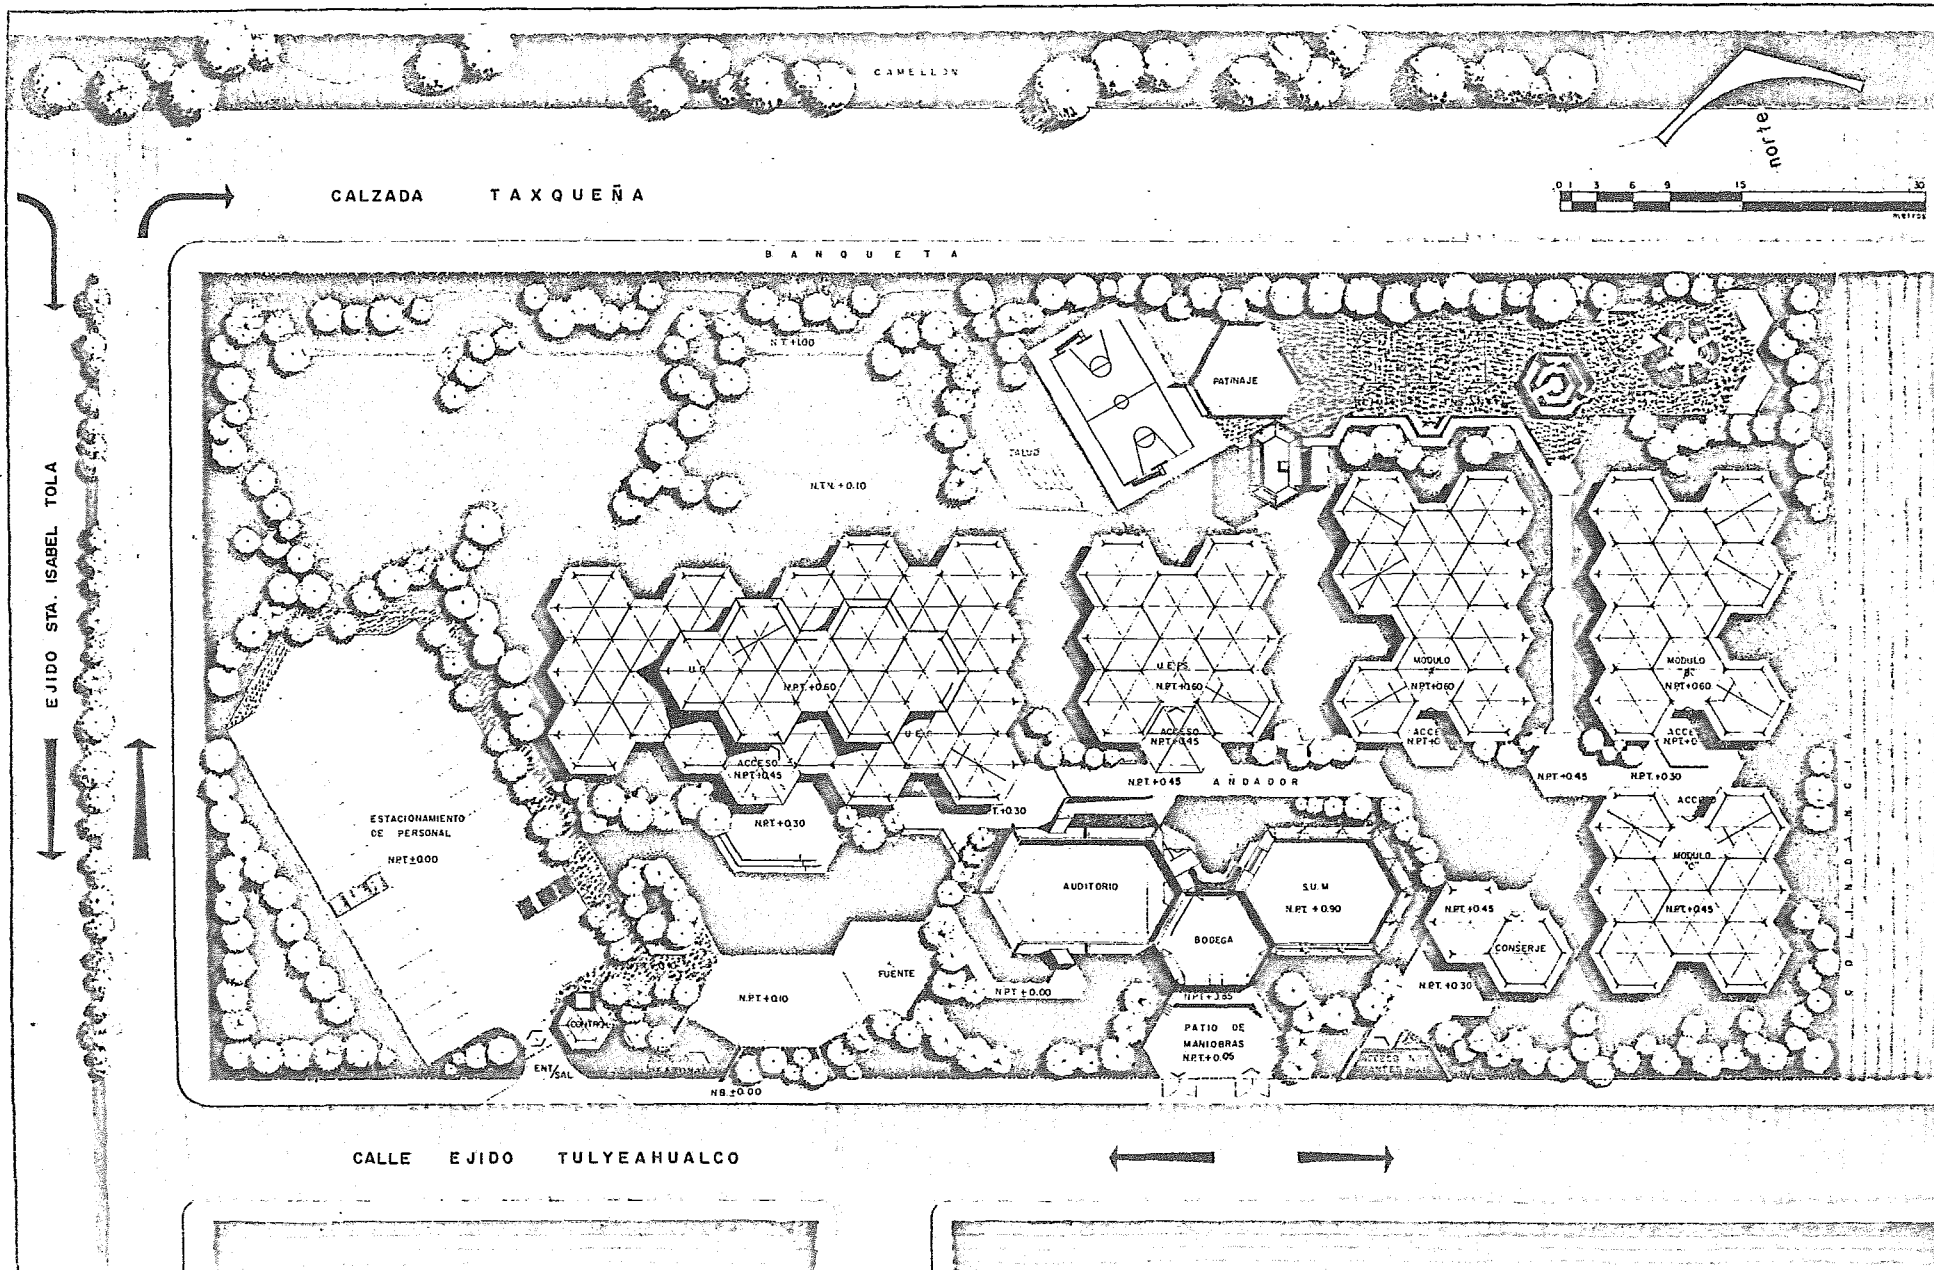 CAMELLON
norte
CALZADA TAXQUEÑA
0 1 3 6 9 15 30
metros
BANQUETA
N.T.+1.00
PATINAJE
TALUD
N.T.N.+0.10
EJIDO STA. ISABEL TOLA
U.G.
N.P.T.+0.60
N.P.T.+0.60
MODULO
N.P.T.+0.60
MODULO
"B"
N.P.T.+0.60
ACCESO
N.P.T.+0.45
ACCESO
N.P.T.+0.45
N.P.T.+0.45
ANDADOR
N.P.T.+0.45
N.P.T.+0.30
ESTACIONAMIENTO
DE PERSONAL
N.P.T.±0.00
N.P.T.+0.30
T.+0.30
AUDITORIO
S.U.M
N.P.T.+0.90
MODULO
"C"
N.P.T.+0.45
N.P.T.+0.45
BODEGA
CONSERJE
FUENTE
N.P.T.+0.10
N.P.T.±0.00
N.P.T.+0.30
CONTROL
PATIO DE
MANIOBRAS
N.P.T.+0.05
ENT/
SAL
N.B.±0.00
COLINDANCIA
CALLE EJIDO TULYEAHUALCO